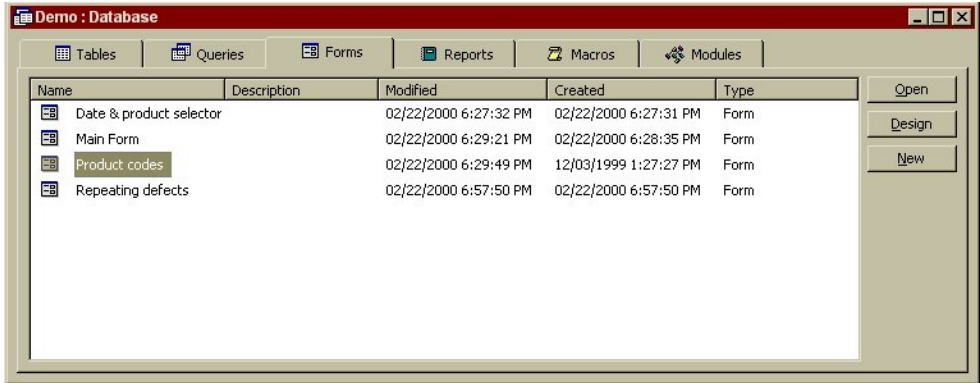 Demo : Database
Tables Queries Forms Reports Macros Modules
Name Description Modified Created Type
Date & product selector 02/22/2000 6:27:32 PM 02/22/2000 6:27:31 PM Form
Main Form 02/22/2000 6:29:21 PM 02/22/2000 6:28:35 PM Form
Product codes 02/22/2000 6:29:49 PM 12/03/1999 1:27:27 PM Form
Repeating defects 02/22/2000 6:57:50 PM 02/22/2000 6:57:50 PM Form
Open
Design
New